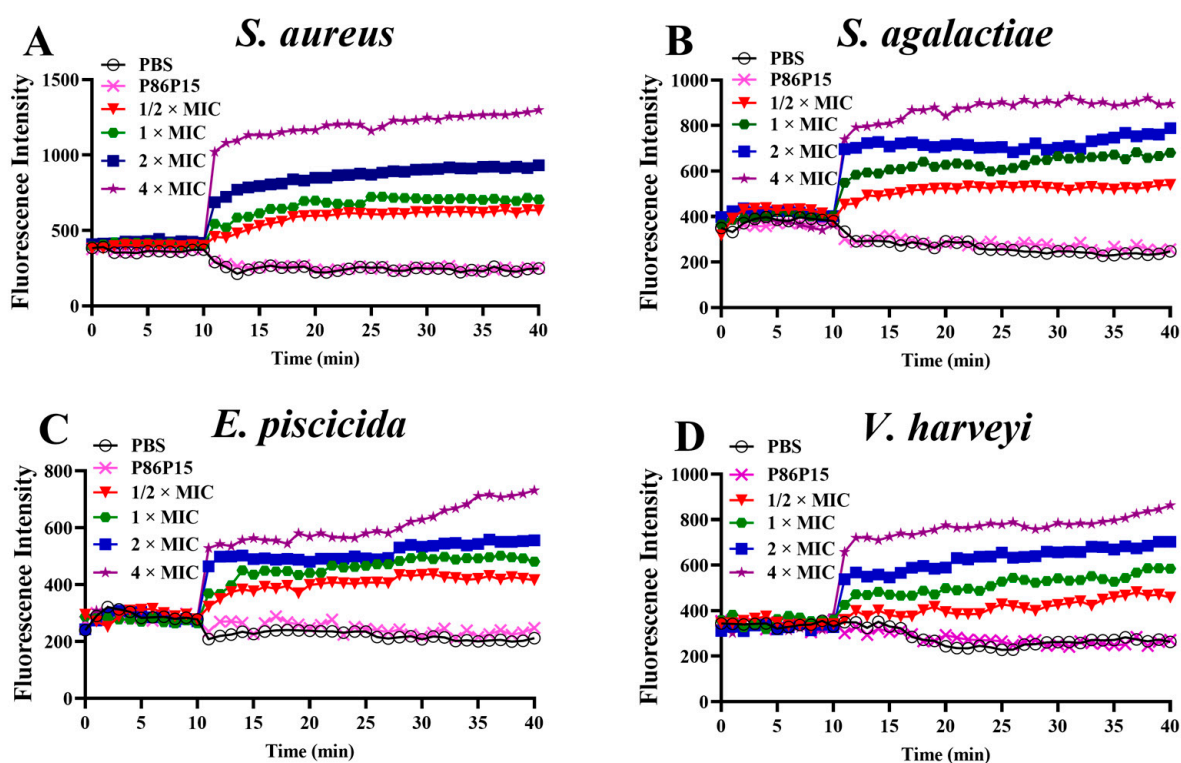 A
S. aureus
PBS
P86P15
1/2 × MIC
1 × MIC
2 × MIC
4 × MIC
Fluorescenee Intensity
1500
1000
500
0
0 5 10 15 20 25 30 35 40
Time (min)
B
S. agalactiae
PBS
P86P15
1/2 × MIC
1 × MIC
2 × MIC
4 × MIC
Fluorescenee Intensity
1000
800
600
400
200
0
0 5 10 15 20 25 30 35 40
Time (min)
C
E. piscicida
PBS
P86P15
1/2 × MIC
1 × MIC
2 × MIC
4 × MIC
Fluorescenee Intensity
800
600
400
200
0
0 5 10 15 20 25 30 35 40
Time (min)
D
V. harveyi
PBS
P86P15
1/2 × MIC
1 × MIC
2 × MIC
4 × MIC
Fluorescenee Intensity
1000
800
600
400
200
0
0 5 10 15 20 25 30 35 40
Time (min)